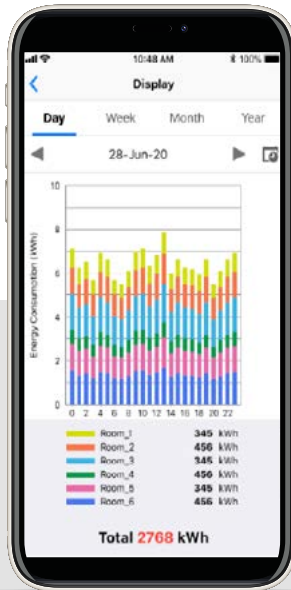 10:48 AM 100%
Display
Day Week Month Year
28-Jun-20
Energy Consumption (kWh)
10
8
6
4
2
0
0 2 4 6 8 10 12 14 16 18 20 22
Room_1 345 kWh
Room_2 456 kWh
Room_3 345 kWh
Room_4 456 kWh
Room_5 345 kWh
Room_6 456 kWh
Total 2768 kWh